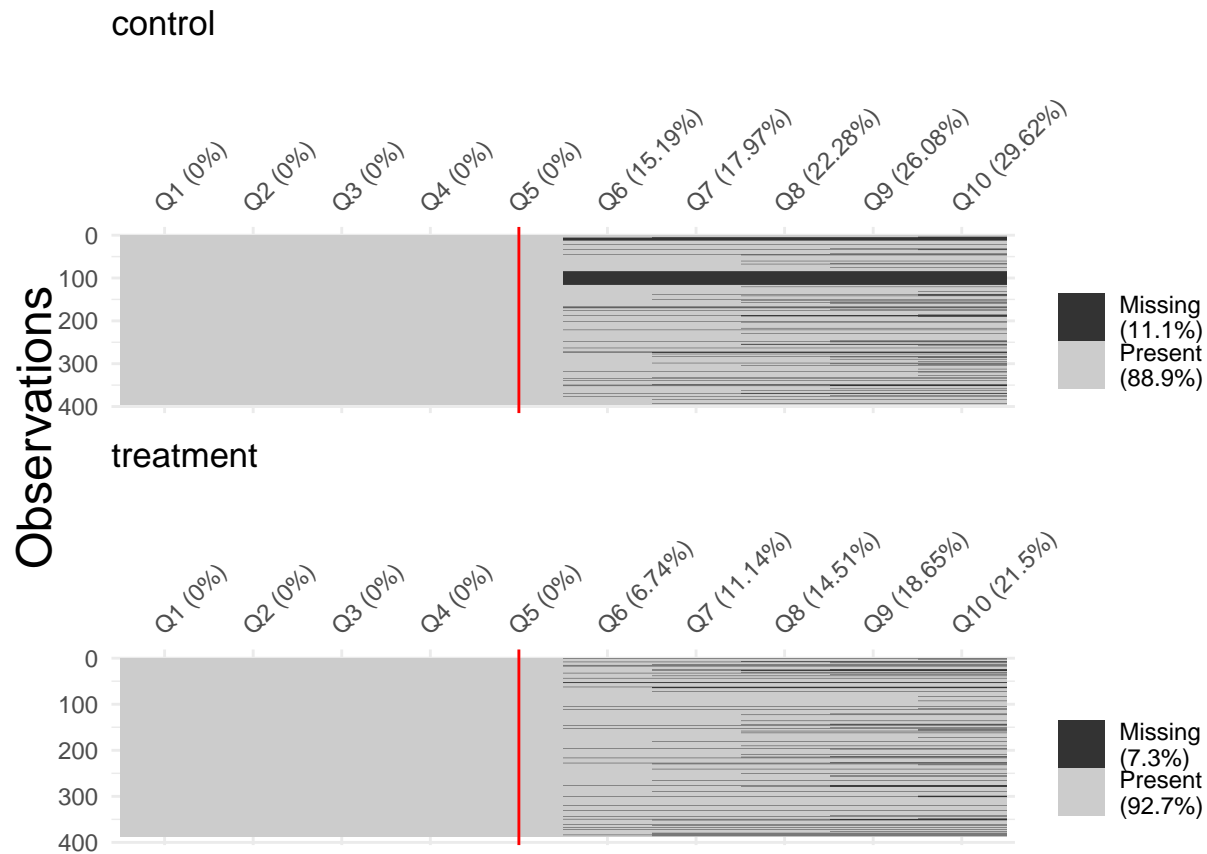 control
Q1 (0%)
Q2 (0%)
Q3 (0%)
Q4 (0%)
Q5 (0%)
Q6 (15.19%)
Q7 (17.97%)
Q8 (22.28%)
Q9 (26.08%)
Q10 (29.62%)
0
100
200
300
400
Missing
(11.1%)
Present
(88.9%)
Observations
treatment
Q1 (0%)
Q2 (0%)
Q3 (0%)
Q4 (0%)
Q5 (0%)
Q6 (6.74%)
Q7 (11.14%)
Q8 (14.51%)
Q9 (18.65%)
Q10 (21.5%)
0
100
200
300
400
Missing
(7.3%)
Present
(92.7%)